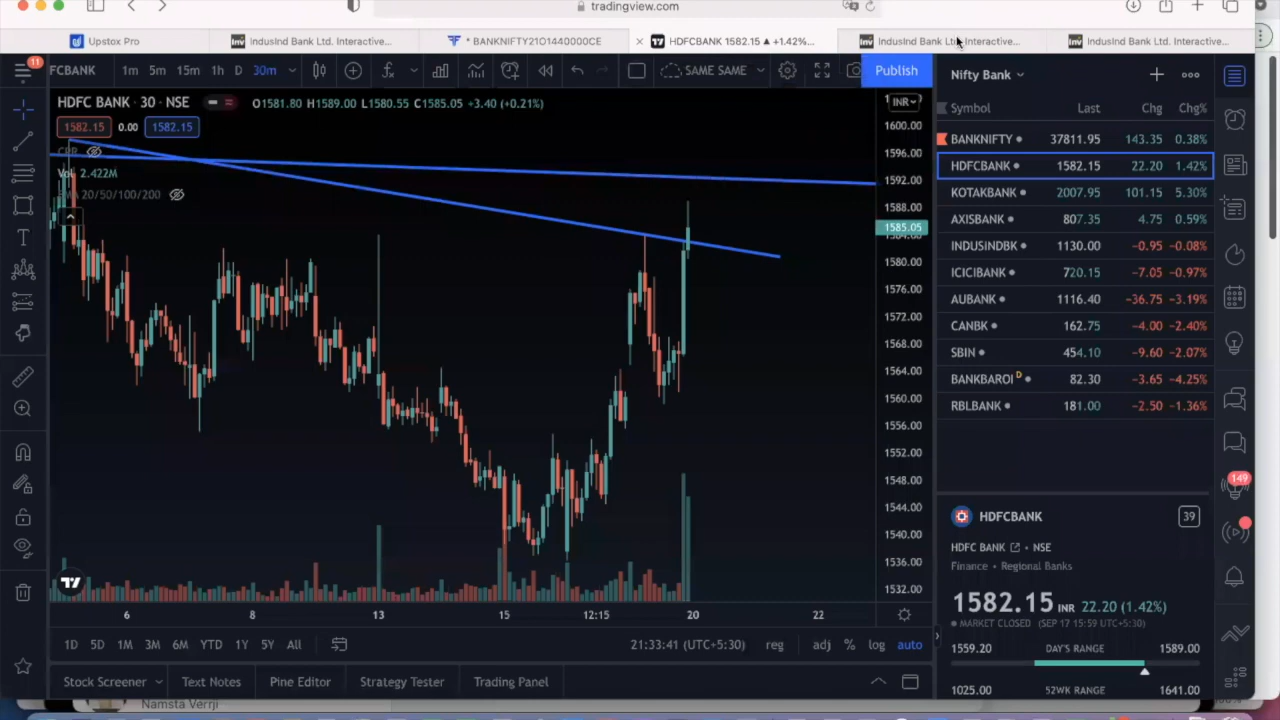 tradingview.com
Upstox Pro
IndusInd Bank Ltd. Interactive...
* BANKNIFTY21O1440000CE
HDFCBANK 1582.15 ▲ +1.42%...
IndusInd Bank Ltd. Interactive...
IndusInd Bank Ltd. Interactive...
11
FCBANK
1m 5m 15m 1h D 30m
SAME SAME
Publish
HDFC BANK · 30 · NSE
O1581.80 H1589.00 L1580.55 C1585.05 +3.40 (+0.21%)
1582.15 0.00 1582.15
CPR
Vol 2.422M
MA 20/50/100/200
INR
1600.00
1596.00
1592.00
1588.00
1585.05
1580.00
1576.00
1572.00
1568.00
1564.00
1560.00
1556.00
1552.00
1548.00
1544.00
1540.00
1536.00
1532.00
6 8 13 15 12:15 20 22
1D 5D 1M 3M 6M YTD 1Y 5Y All
21:33:41 (UTC+5:30) reg adj % log auto
Stock Screener Text Notes Pine Editor Strategy Tester Trading Panel
Namsta Verrji
Nifty Bank
Symbol Last Chg Chg%
BANKNIFTY 37811.95 143.35 0.38%
HDFCBANK 1582.15 22.20 1.42%
KOTAKBANK 2007.95 101.15 5.30%
AXISBANK 807.35 4.75 0.59%
INDUSINDBK 1130.00 −0.95 −0.08%
ICICIBANK 720.15 −7.05 −0.97%
AUBANK 1116.40 −36.75 −3.19%
CANBK 162.75 −4.00 −2.40%
SBIN 454.10 −9.60 −2.07%
BANKBAROI D 82.30 −3.65 −4.25%
RBLBANK 181.00 −2.50 −1.36%
HDFCBANK
39
HDFC BANK · NSE
Finance • Regional Banks
1582.15 INR 22.20 (1.42%)
MARKET CLOSED (SEP 17 15:59 UTC+5:30)
1559.20 DAY'S RANGE 1589.00
1025.00 52WK RANGE 1641.00
149